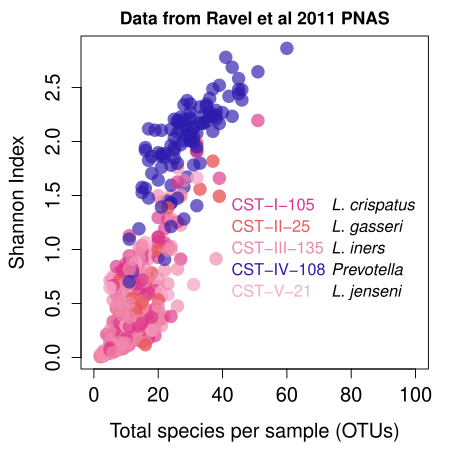 Data from Ravel et al 2011 PNAS
Shannon Index
2.5
2.0
1.5
1.0
0.5
0.0
CST−I−105 L. crispatus
CST−II−25 L. gasseri
CST−III−135 L. iners
CST−IV−108 Prevotella
CST−V−21 L. jenseni
0 20 40 60 80 100
Total species per sample (OTUs)